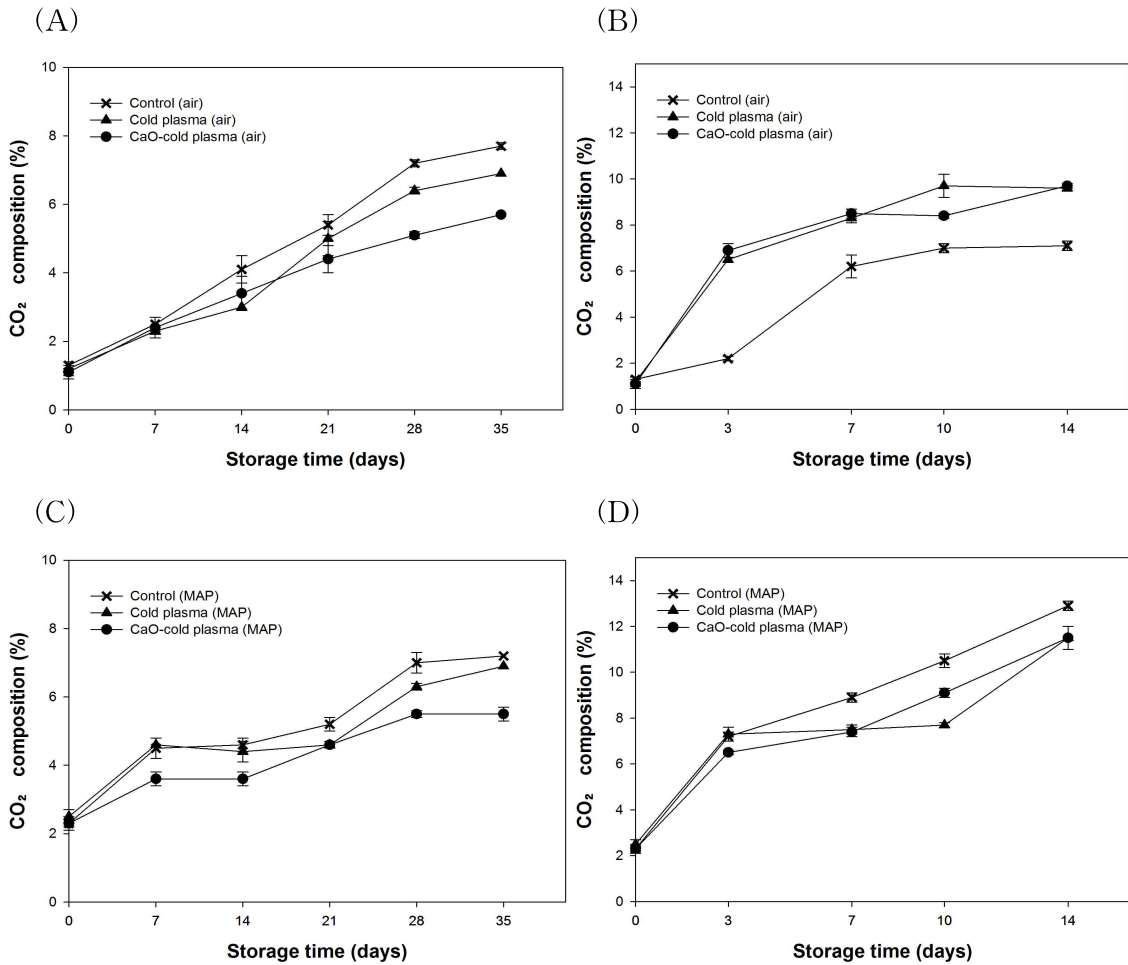 (A)
10
8
6
4
2
0
CO₂ composition (%)
Control (air)
Cold plasma (air)
CaO-cold plasma (air)
0 7 14 21 28 35
Storage time (days)
(B)
14
12
10
8
6
4
2
0
CO₂ composition (%)
Control (air)
Cold plasma (air)
CaO-cold plasma (air)
0 3 7 10 14
Storage time (days)
(C)
10
8
6
4
2
0
CO₂ composition (%)
Control (MAP)
Cold plasma (MAP)
CaO-cold plasma (MAP)
0 7 14 21 28 35
Storage time (days)
(D)
14
12
10
8
6
4
2
0
CO₂ composition (%)
Control (MAP)
Cold plasma (MAP)
CaO-cold plasma (MAP)
0 3 7 10 14
Storage time (days)